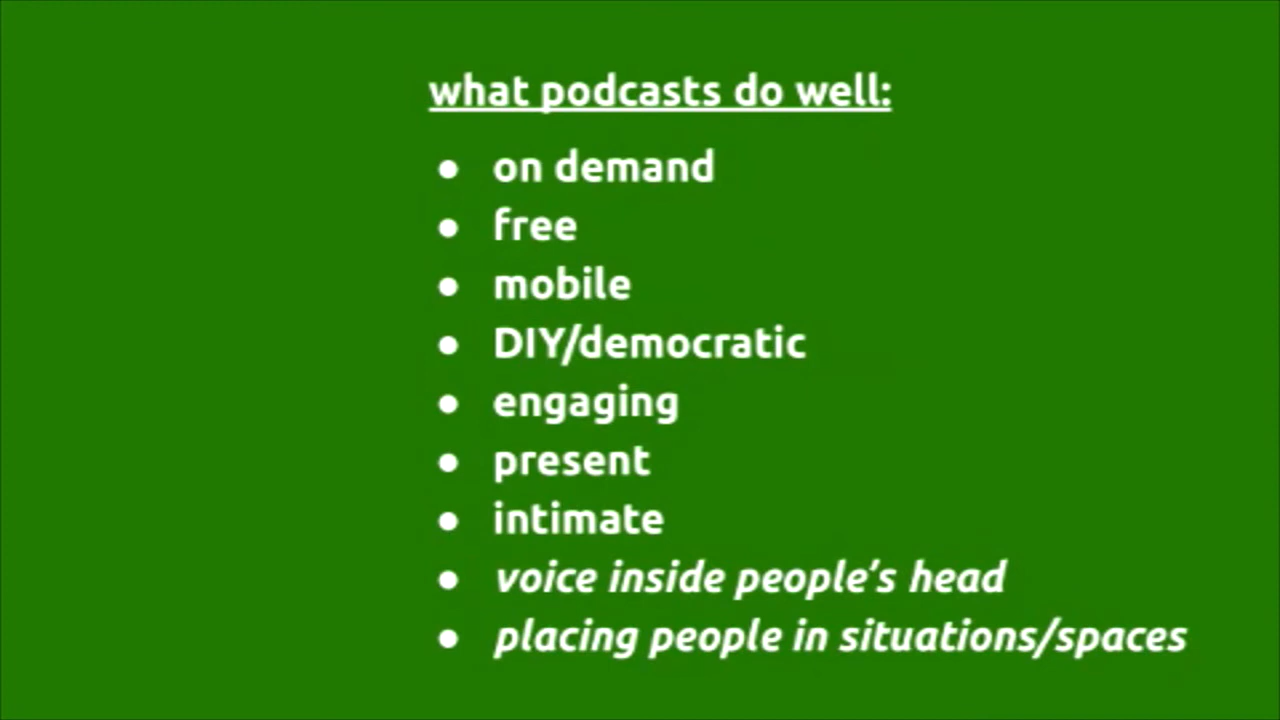 what podcasts do well:
● on demand
● free
● mobile
● DIY/democratic
● engaging
● present
● intimate
● voice inside people’s head
● placing people in situations/spaces